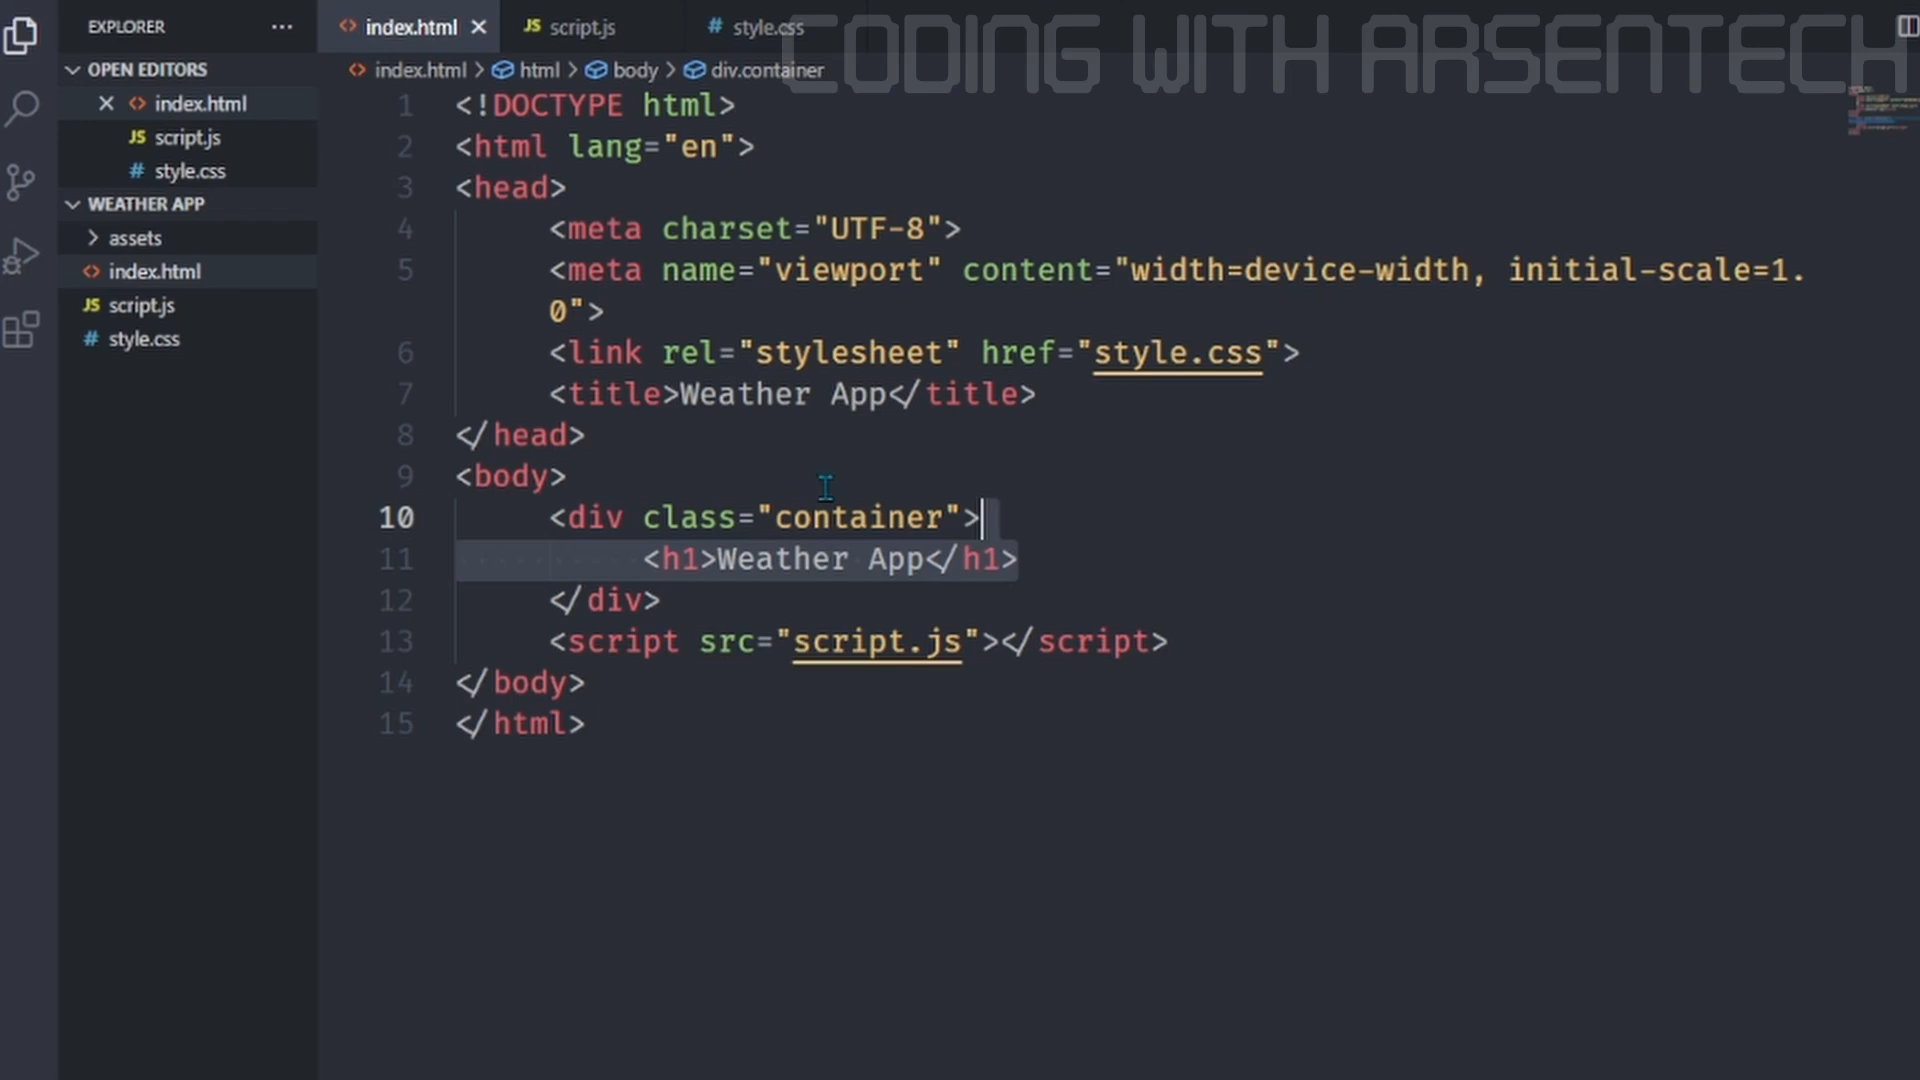 EXPLORER
index.html
script.js
style.css
CODING WITH ARSENTECH
OPEN EDITORS
index.html > html > body > div.container
index.html
script.js
style.css
WEATHER APP
assets
index.html
script.js
style.css
1 <!DOCTYPE html>
2 <html lang="en">
3 <head>
4 <meta charset="UTF-8">
5 <meta name="viewport" content="width=device-width, initial-scale=1.
0">
6 <link rel="stylesheet" href="style.css">
7 <title>Weather App</title>
8 </head>
9 <body>
10 <div class="container">
11 <h1>Weather App</h1>
12 </div>
13 <script src="script.js"></script>
14 </body>
15 </html>